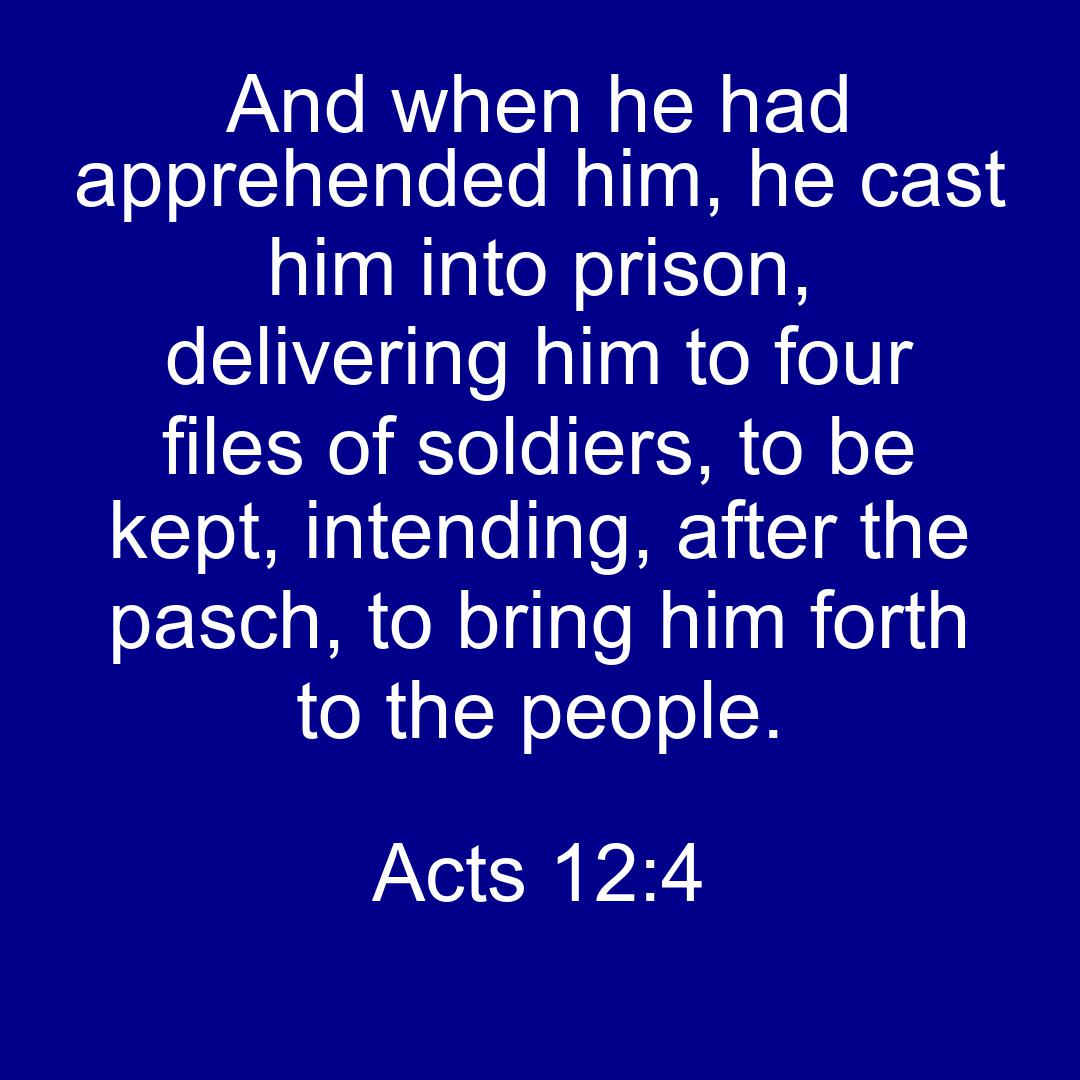 And when he had
apprehended him, he cast
him into prison,
delivering him to four
files of soldiers, to be
kept, intending, after the
pasch, to bring him forth
to the people.
Acts 12:4